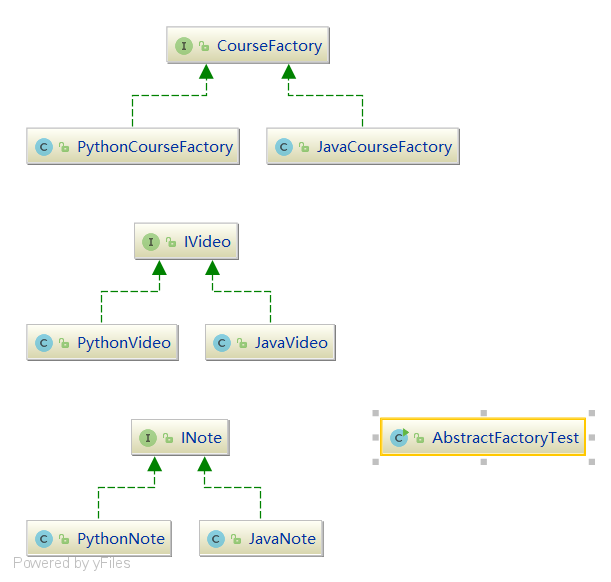 I CourseFactory
C PythonCourseFactory
C JavaCourseFactory
I IVideo
C PythonVideo
C JavaVideo
I INote
C AbstractFactoryTest
C PythonNote
C JavaNote
Powered by yFiles